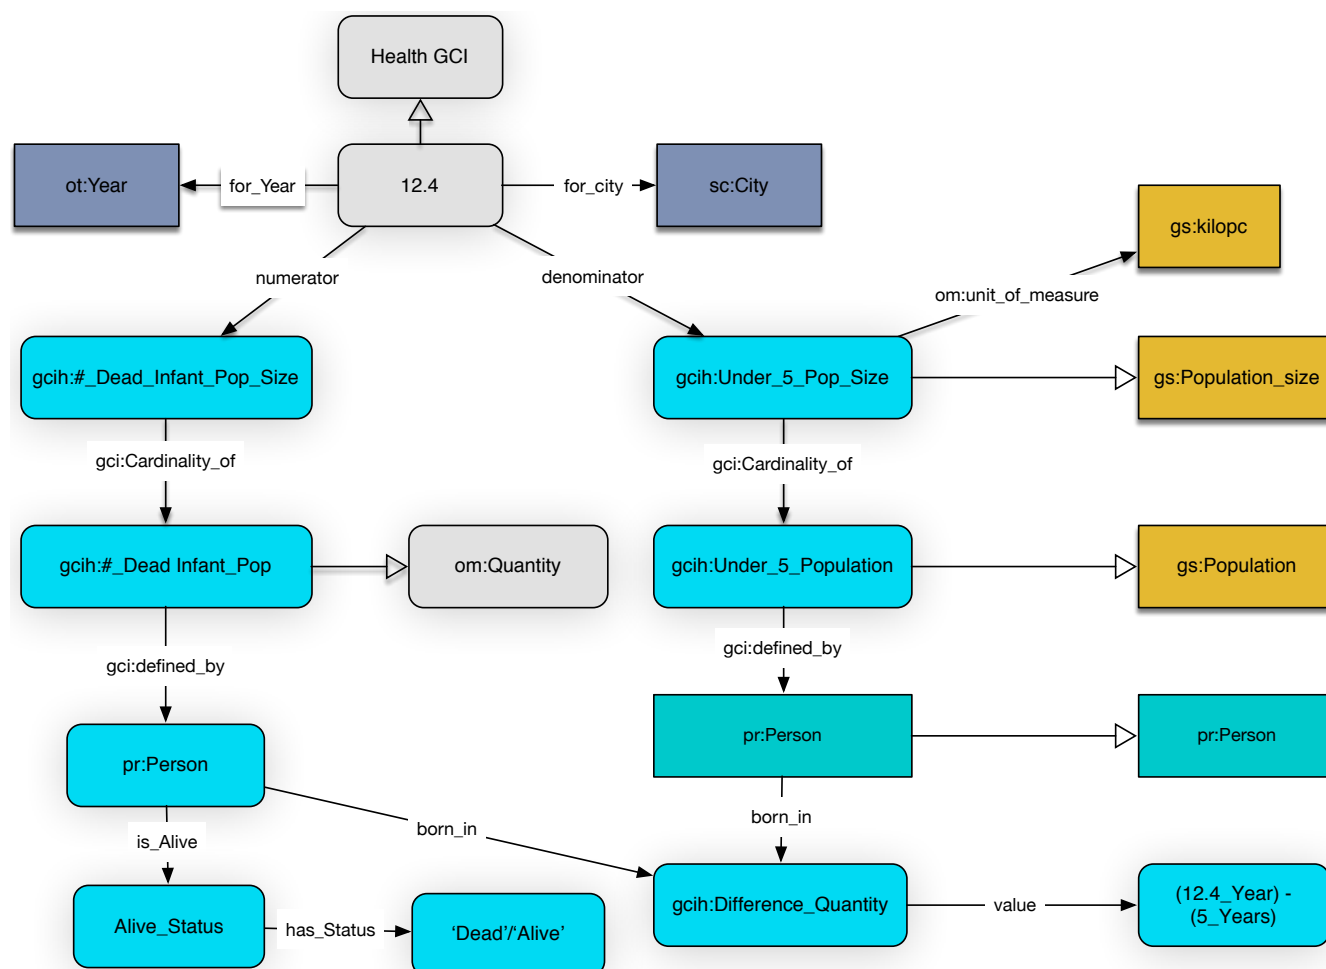 Health GCI
ot:Year
for_Year
12.4
for_city
sc:City
gs:kilopc
numerator
denominator
om:unit_of_measure
gcih:#_Dead_Infant_Pop_Size
gcih:Under_5_Pop_Size
gs:Population_size
gci:Cardinality_of
gci:Cardinality_of
gcih:#_Dead Infant_Pop
om:Quantity
gcih:Under_5_Population
gs:Population
gci:defined_by
gci:defined_by
pr:Person
pr:Person
pr:Person
is_Alive
born_in
born_in
Alive_Status
has_Status
‘Dead’/‘Alive’
gcih:Difference_Quantity
value
(12.4_Year) -
(5_Years)